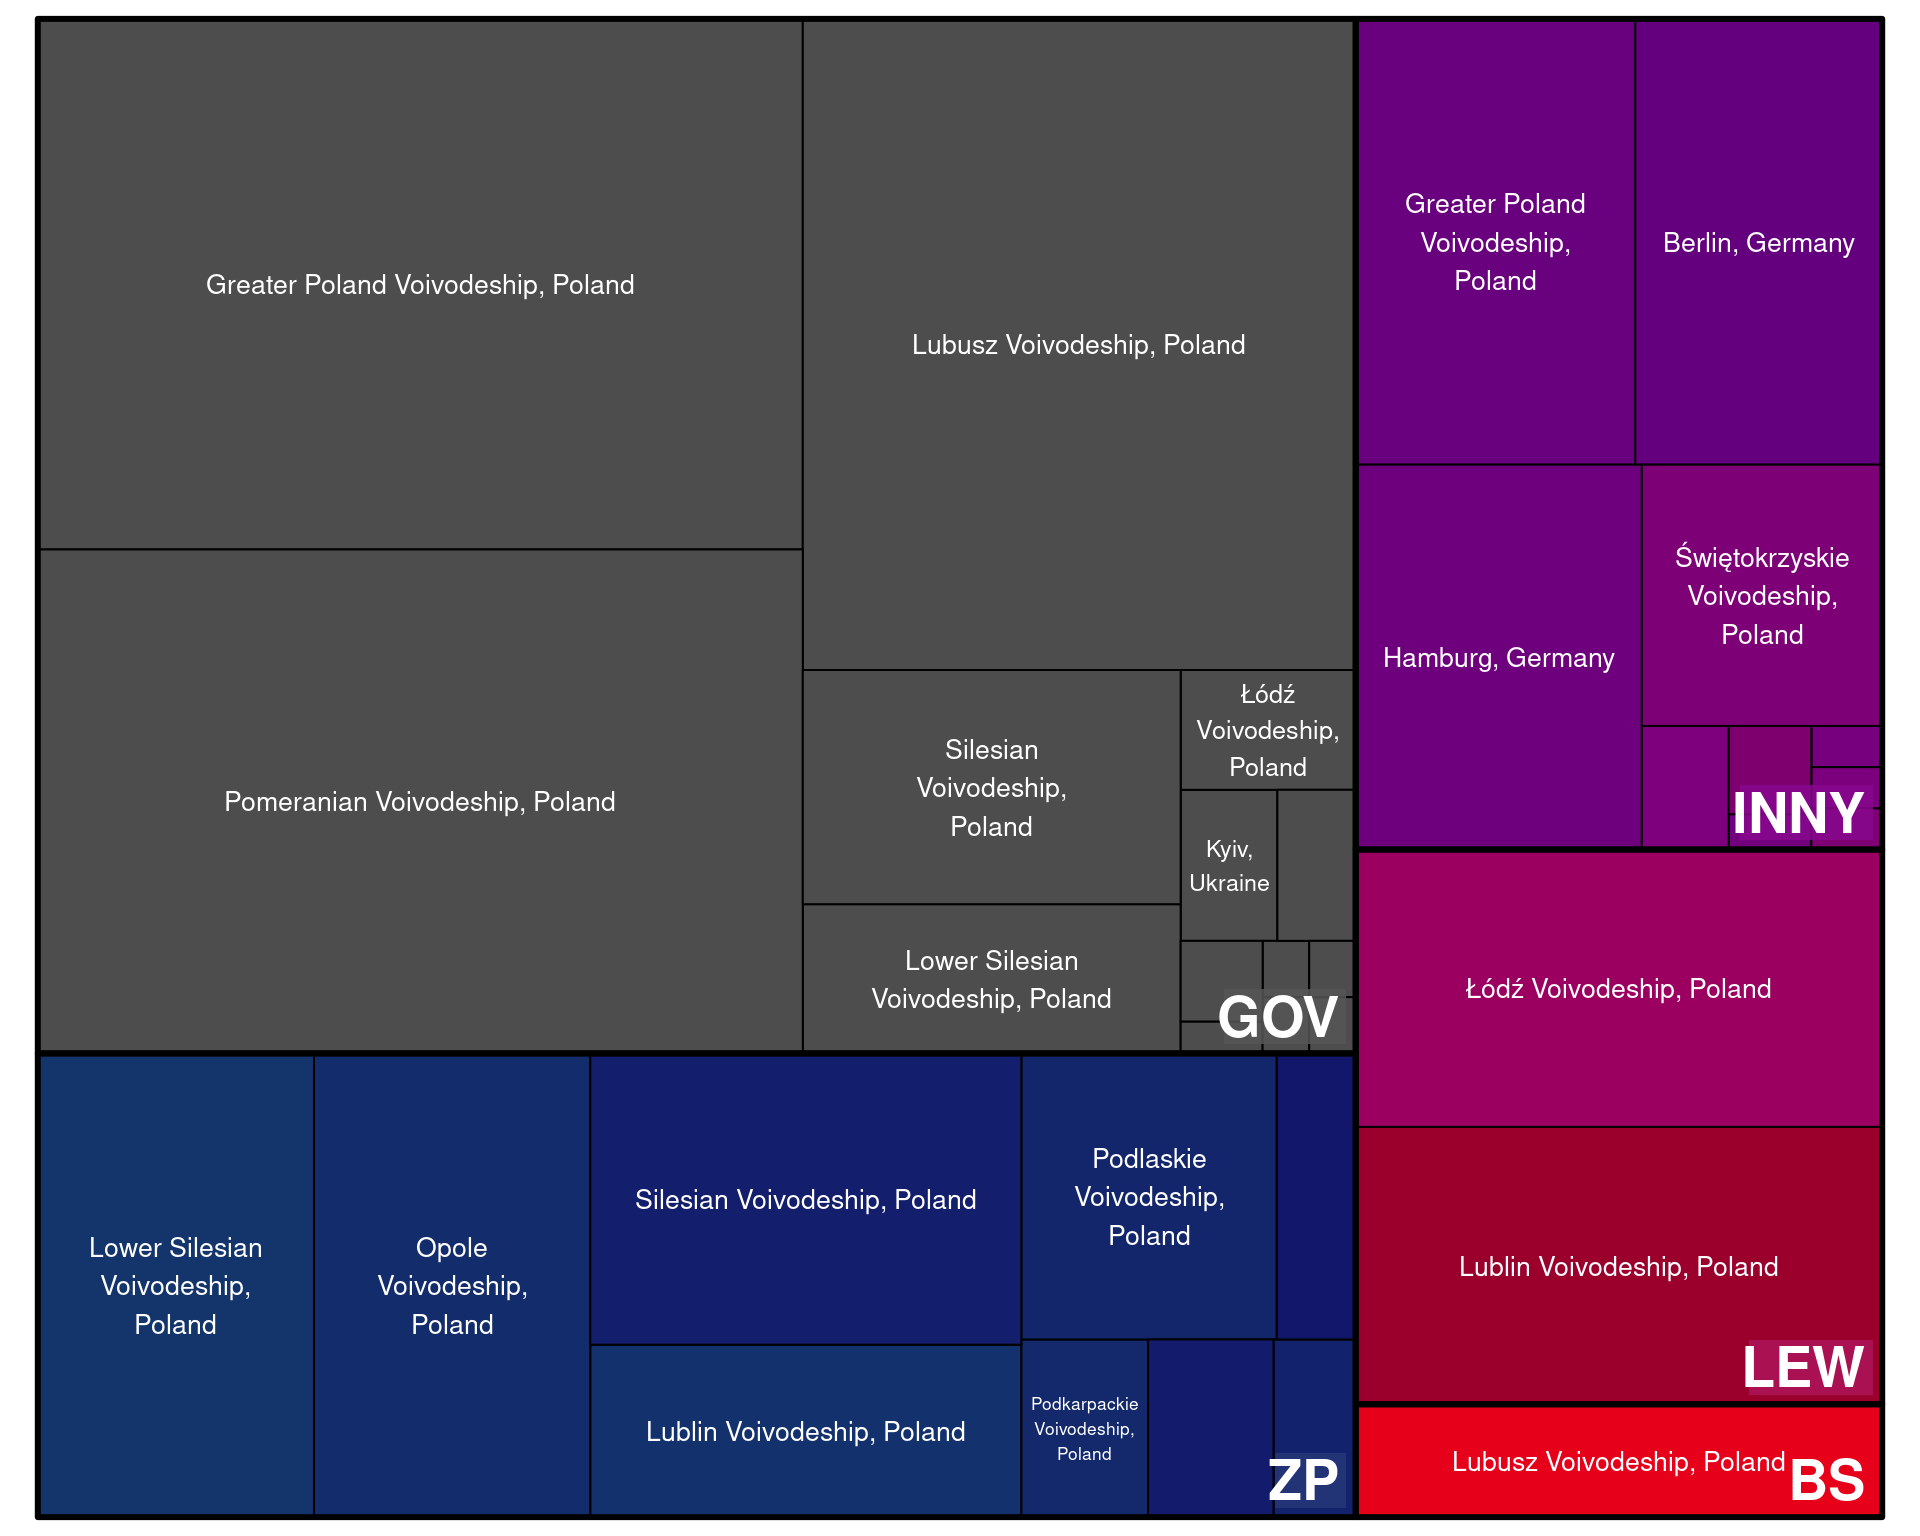 Greater Poland Voivodeship, Poland
Lubusz Voivodeship, Poland
Pomeranian Voivodeship, Poland
Silesian
Voivodeship,
Poland
Łódź
Voivodeship,
Poland
Kyiv,
Ukraine
Lower Silesian
Voivodeship, Poland
GOV
Greater Poland
Voivodeship,
Poland
Berlin, Germany
Hamburg, Germany
Świętokrzyskie
Voivodeship,
Poland
INNY
Łódź Voivodeship, Poland
Lublin Voivodeship, Poland
LEW
Lubusz Voivodeship, Poland
BS
Lower Silesian
Voivodeship,
Poland
Opole
Voivodeship,
Poland
Silesian Voivodeship, Poland
Lublin Voivodeship, Poland
Podlaskie
Voivodeship,
Poland
Podkarpackie
Voivodeship,
Poland
ZP